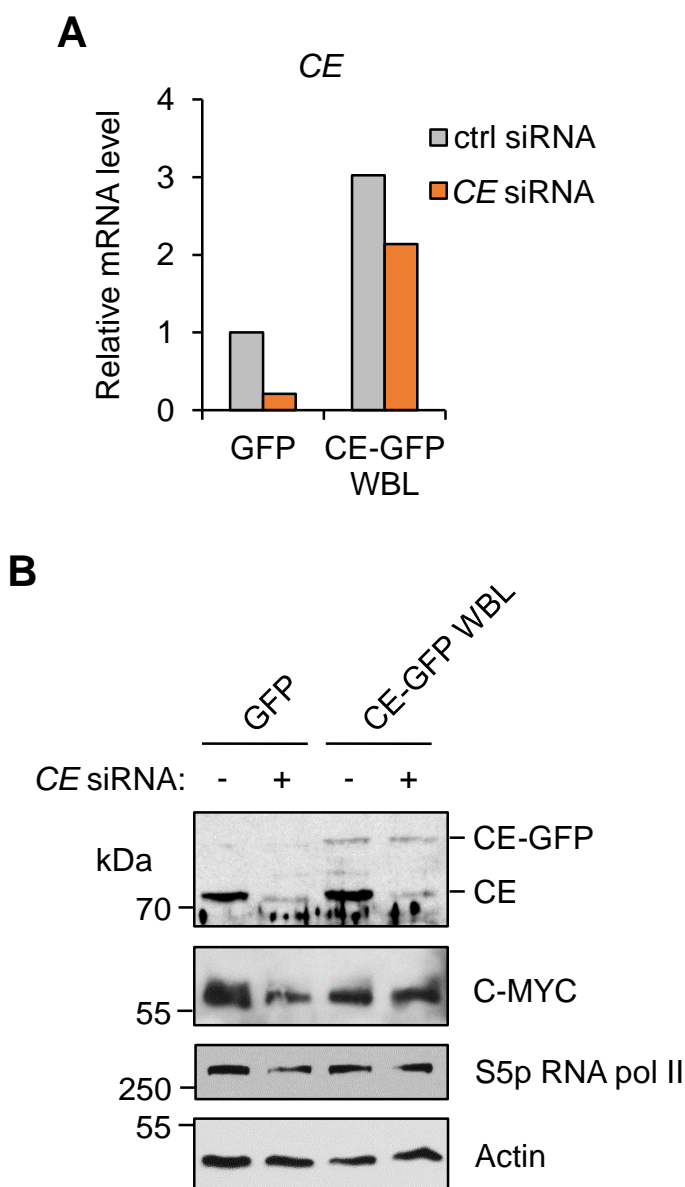 A
CE
4
3
2
1
0
Relative mRNA level
ctrl siRNA
CE siRNA
GFP
CE-GFP
WBL
B
GFP
CE-GFP WBL
CE siRNA: - + - +
kDa
CE-GFP
70
CE
55
C-MYC
250
S5p RNA pol II
55
Actin